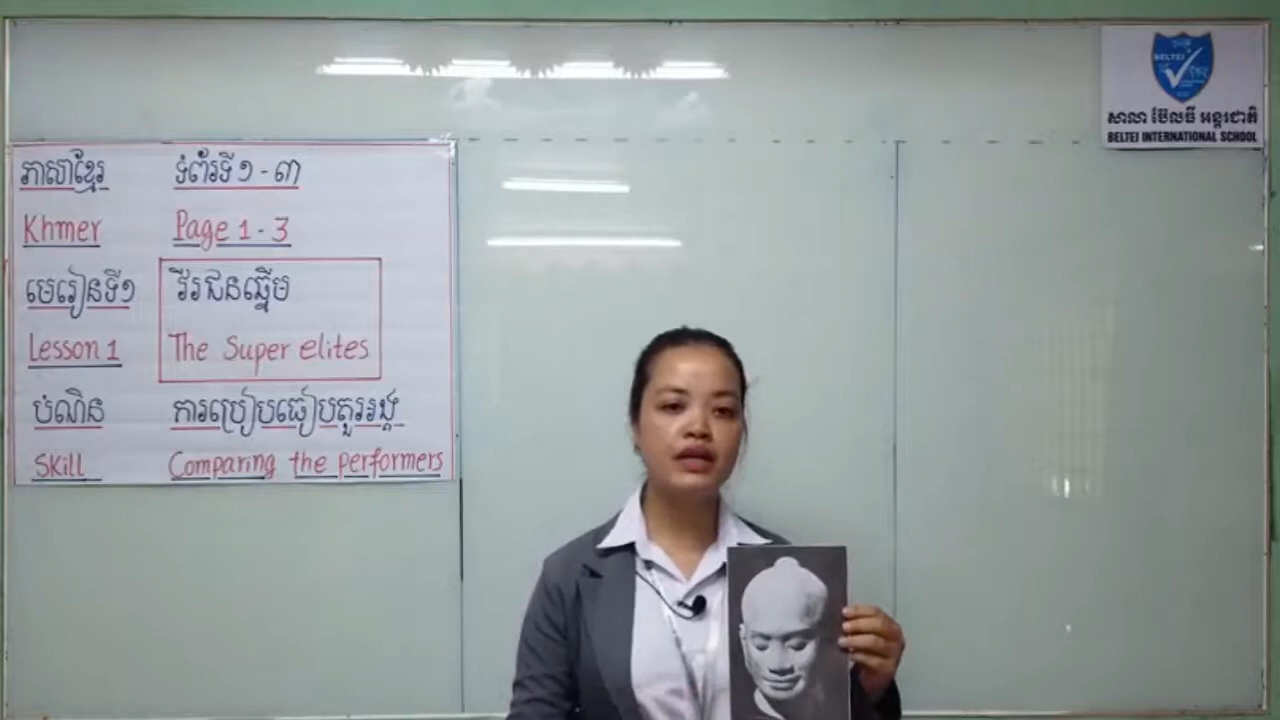 ភាសាខ្មែរ ទំព័រទី១ - ៣
Khmer Page 1 - 3
មេរៀនទី១ វីរជនឆ្នើម
Lesson 1 The Super elites
បំណិន ការប្រៀបធៀបតួអង្គ
Skill Comparing the performers
BELTEI
សាលា ប៊ែលធី អន្តរជាតិ
BELTEI INTERNATIONAL SCHOOL